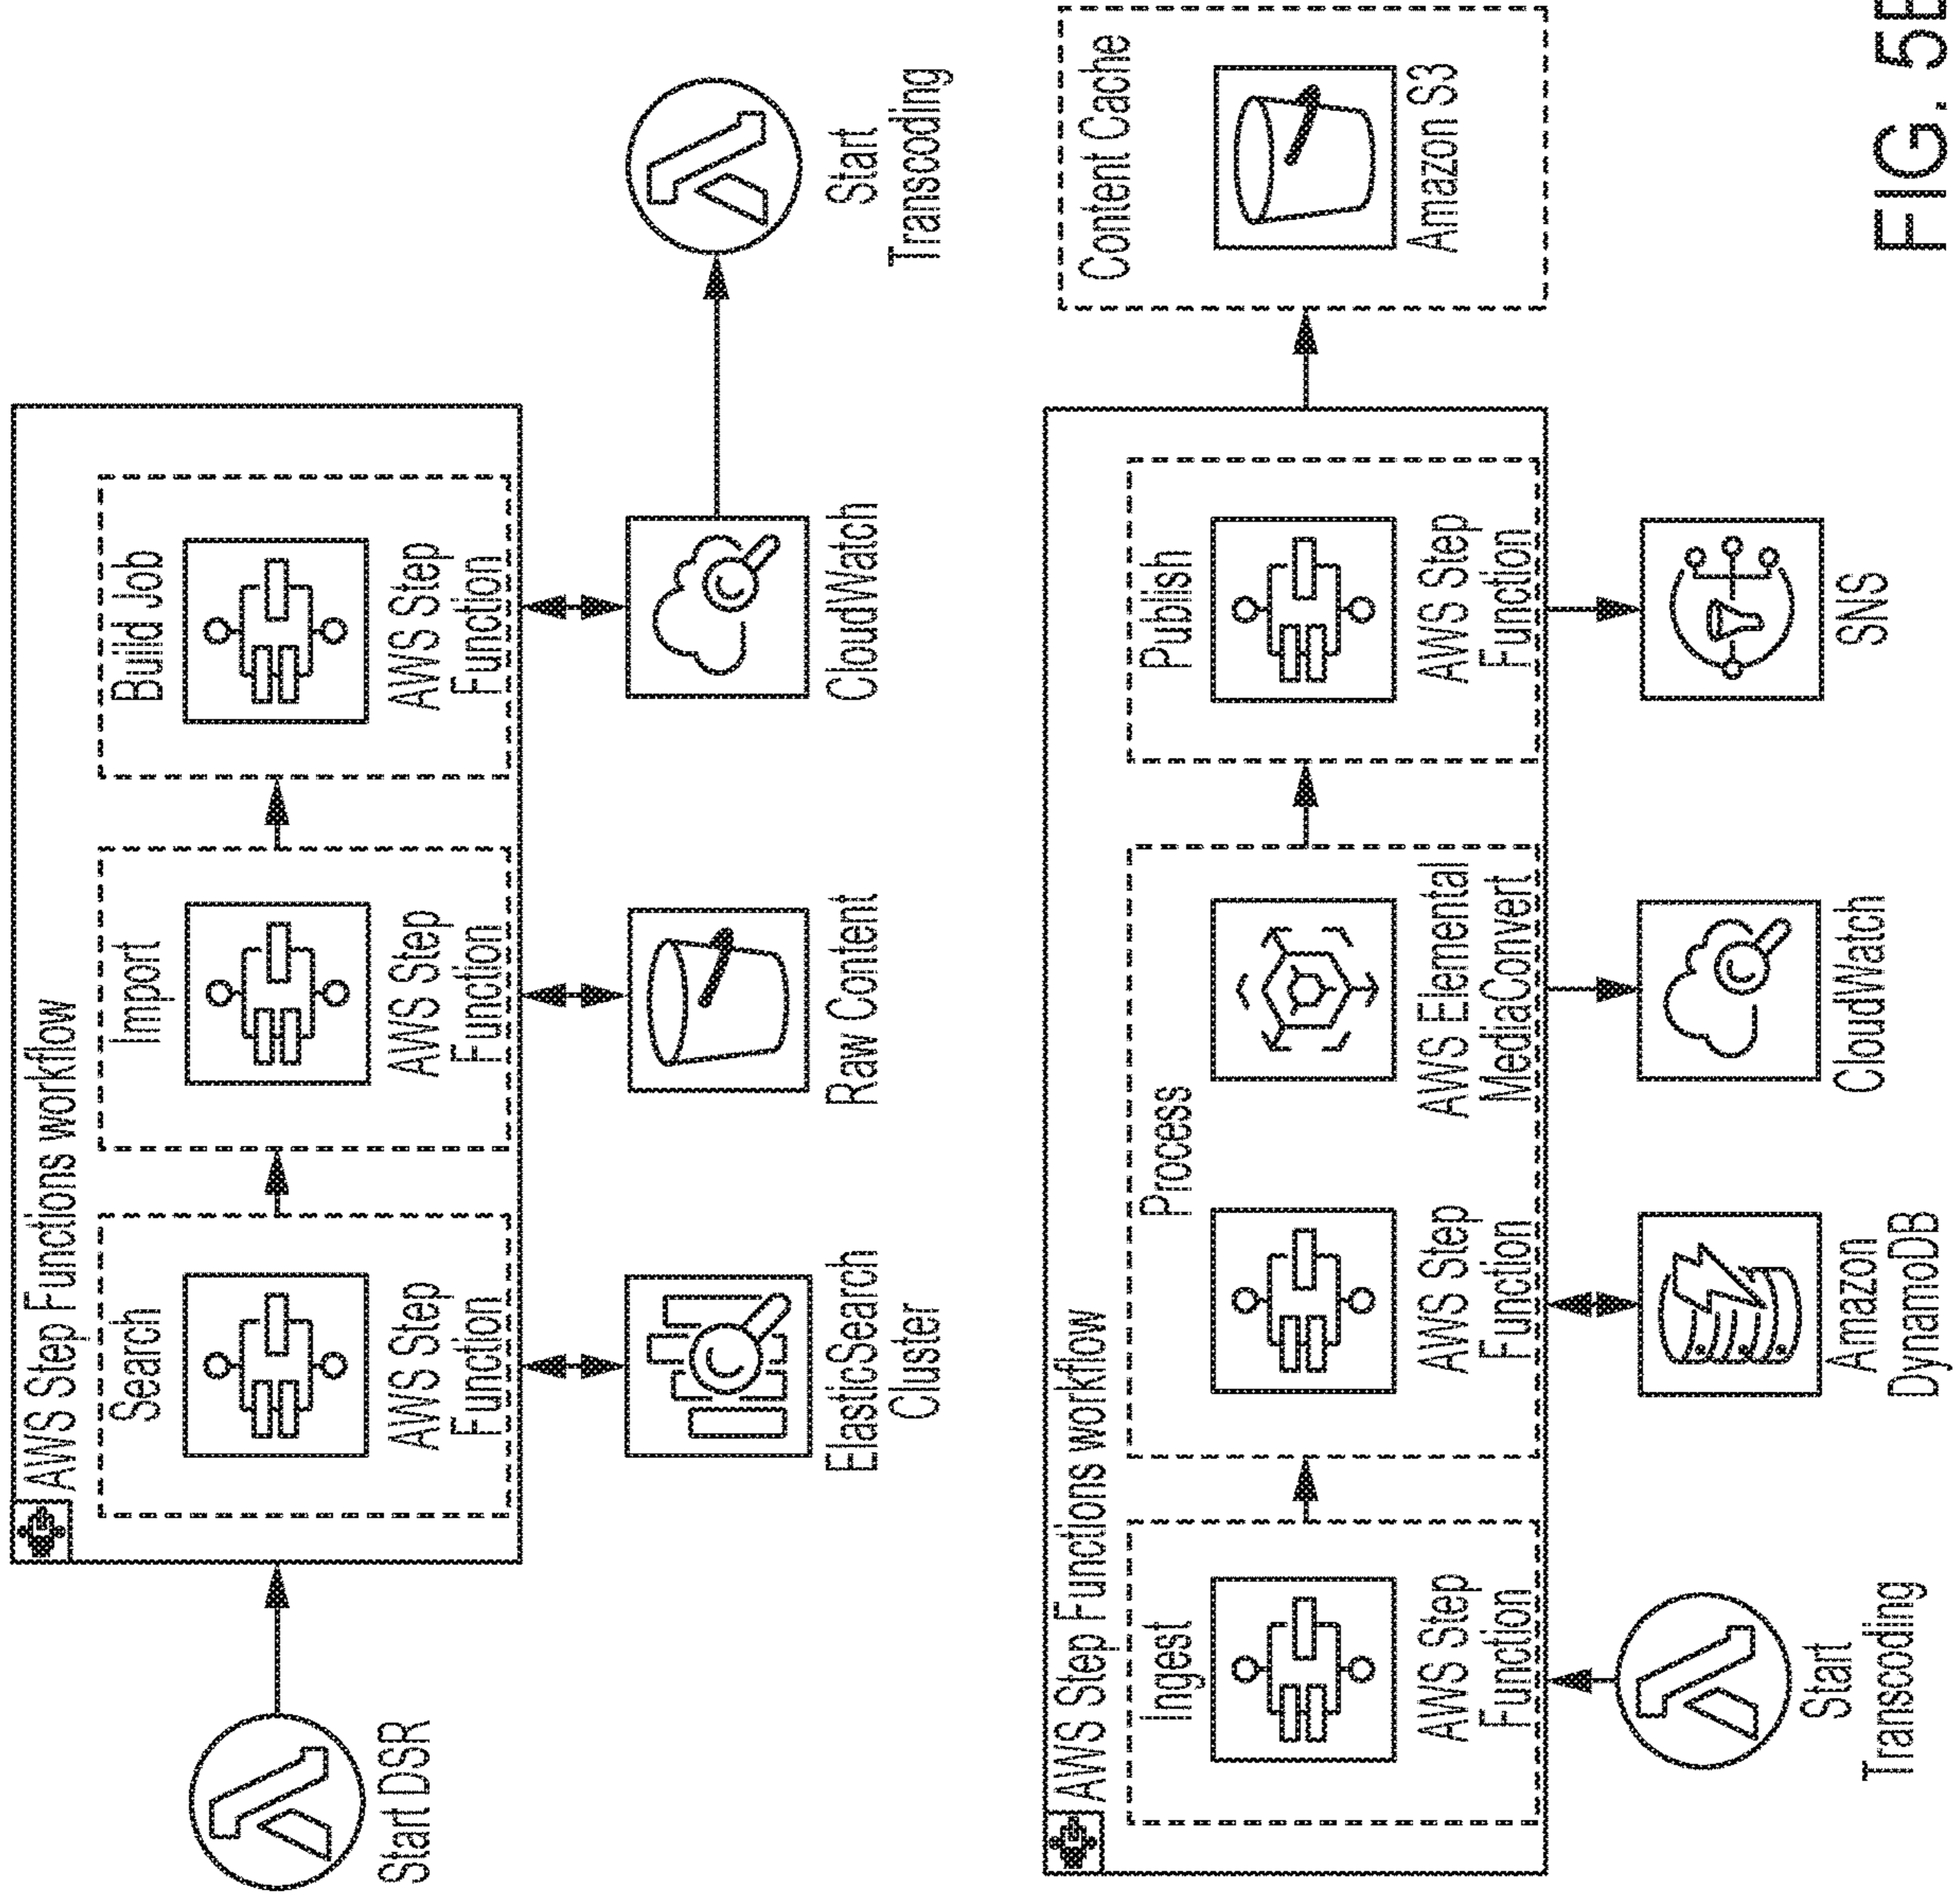 AWS Step Functions workflow
Search
Import
Build Job
AWS Step
Function
AWS Step
Function
AWS Step
Function
Start DSR
ElasticSearch
Cluster
Raw Content
CloudWatch
Start
Transcoding
AWS Step Functions workflow
Ingest
Process
Publish
Content Cache
AWS Step
Function
AWS Step
Function
AWS Elemental
MediaConvert
AWS Step
Function
Amazon S3
Start
Transcoding
Amazon
DynamoDB
CloudWatch
SNS
FIG. 5B